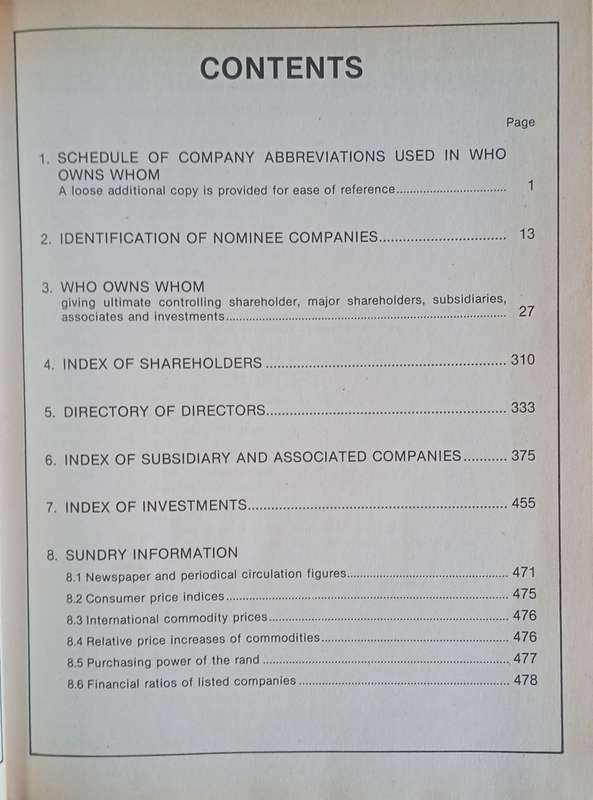 CONTENTS
Page
1. SCHEDULE OF COMPANY ABBREVIATIONS USED IN WHO
OWNS WHOM
A loose additional copy is provided for ease of reference.................................. 1
2. IDENTIFICATION OF NOMINEE COMPANIES................................ 13
3. WHO OWNS WHOM
giving ultimate controlling shareholder, major shareholders, subsidiaries,
associates and investments...................................................................................... 27
4. INDEX OF SHAREHOLDERS ............................................................. 310
5. DIRECTORY OF DIRECTORS............................................................. 333
6. INDEX OF SUBSIDIARY AND ASSOCIATED COMPANIES........... 375
7. INDEX OF INVESTMENTS.................................................................. 455
8. SUNDRY INFORMATION
8.1 Newspaper and periodical circulation figures.................................................. 471
8.2 Consumer price indices....................................................................................... 475
8.3 International commodity prices.......................................................................... 476
8.4 Relative price increases of commodities.......................................................... 476
8.5 Purchasing power of the rand ............................................................................ 477
8.6 Financial ratios of listed companies ................................................................. 478